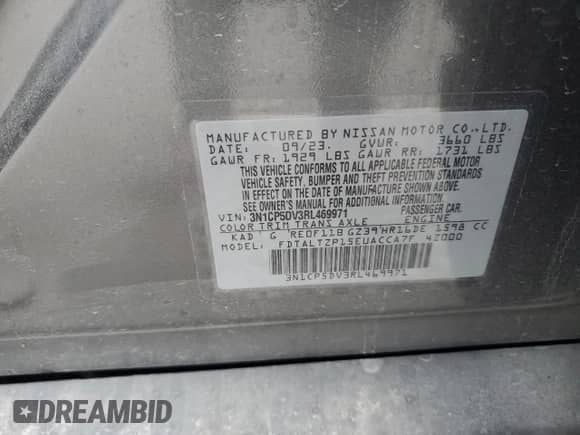 MANUFACTURED BY NISSAN MOTOR CO.,LTD.
DATE: 09/23. GVWR: 3660 LBS
GAWR FR: 1929 LBS GAWR RR: 1731 LBS
THIS VEHICLE CONFORMS TO ALL APPLICABLE FEDERAL MOTOR
VEHICLE SAFETY, BUMPER, AND THEFT PREVENTION STANDARDS
IN EFFECT ON THE DATE OF MANUFACTURE SHOWN ABOVE.
SEE OWNER'S MANUAL FOR ADDITIONAL INFORMATION.
VIN: 3N1CP5DV3RL469971 PASSENGER CAR.
COLOR TRIM TRANS AXLE ENGINE
KAD G RE0F11B GZ39 HR16DE 1598 CC
MODEL: FDTALTZP15EUACCA7F 42000
3N1CP5DV3RL469971
DREAMBID